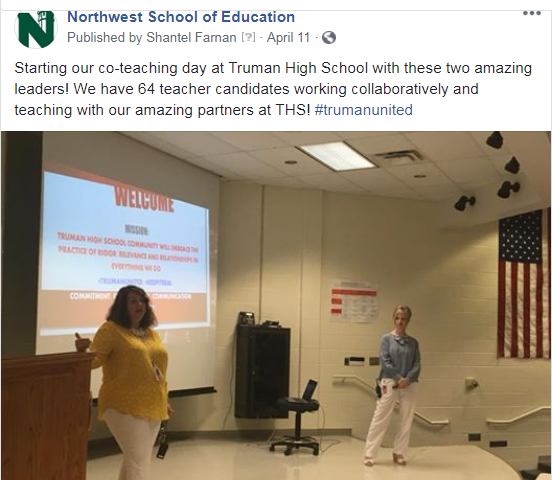 Northwest School of Education
Published by Shantel Farnan [?] · April 11 ·
Starting our co-teaching day at Truman High School with these two amazing
leaders! We have 64 teacher candidates working collaboratively and
teaching with our amazing partners at THS! #trumanunited
N
WELCOME
MISSION:
TRUMAN HIGH SCHOOL COMMUNITY WILL EMBRACE THE
PRACTICE OF RIGOR, RELEVANCE AND RELATIONSHIPS IN
EVERYTHING WE DO
COMMITMENT COMMUNICATION